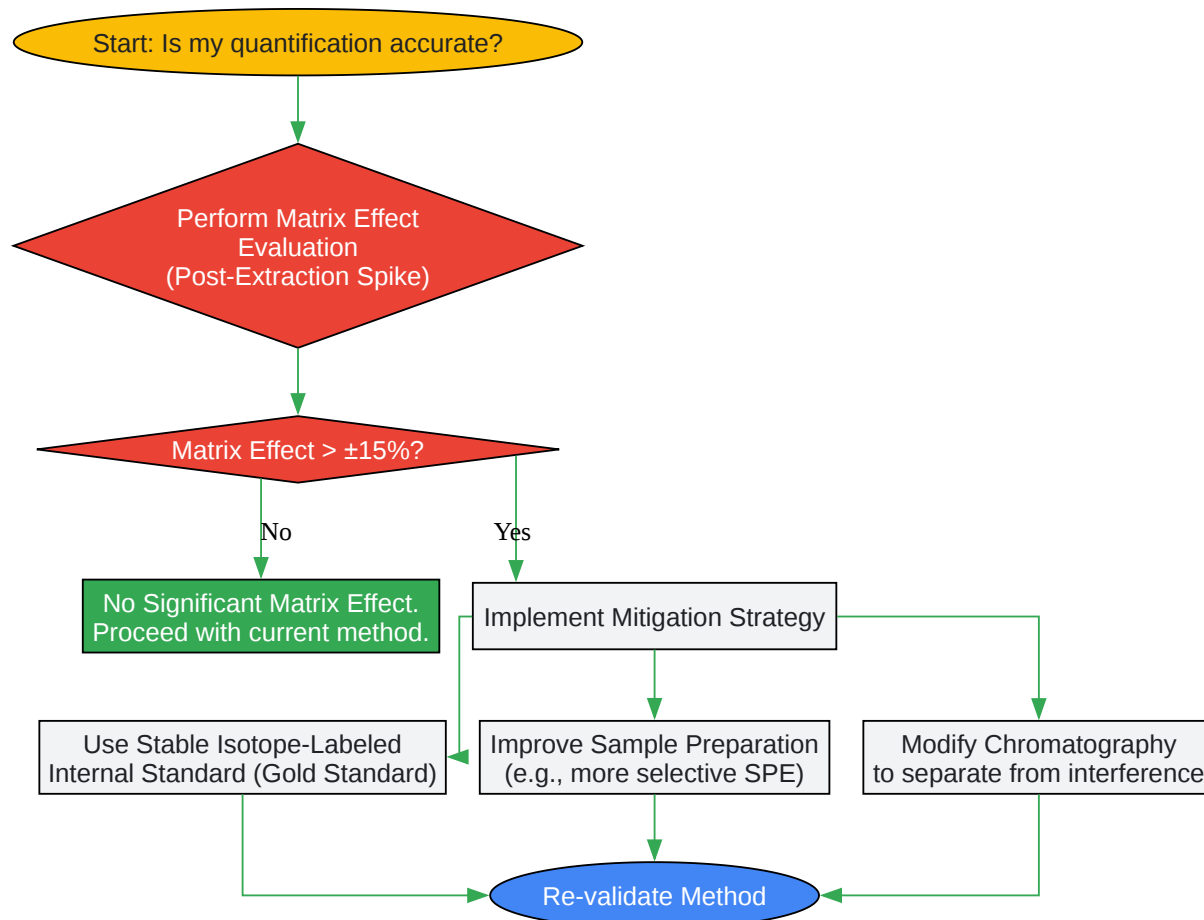 Start: Is my quantification accurate?
Perform Matrix Effect
Evaluation
(Post-Extraction Spike)
Matrix Effect > ±15%?
No
Yes
No Significant Matrix Effect.
Proceed with current method.
Implement Mitigation Strategy
Use Stable Isotope-Labeled
Internal Standard (Gold Standard)
Improve Sample Preparation
(e.g., more selective SPE)
Modify Chromatography
to separate from interference
Re-validate Method